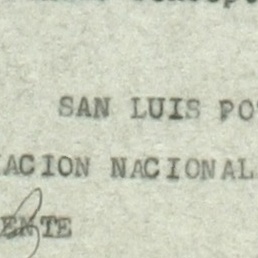 SAN LUIS PO
ACION NACIONAL
ENTE